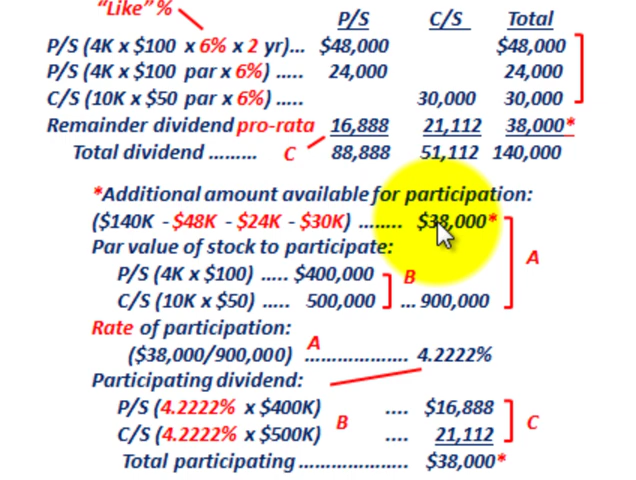 "Like" %
P/S C/S Total
P/S (4K x $100 x 6% x 2 yr)... $48,000 $48,000
P/S (4K x $100 par x 6%) ..... 24,000 24,000
C/S (10K x $50 par x 6%) ..... 30,000 30,000
Remainder dividend pro-rata 16,888 21,112 38,000*
Total dividend ......... C 88,888 51,112 140,000
*Additional amount available for participation:
($140K - $48K - $24K - $30K) ........ $38,000*
Par value of stock to participate: A
P/S (4K x $100) ..... $400,000 B
C/S (10K x $50) ..... 500,000 ... 900,000
Rate of participation:
($38,000/900,000) A .................... 4.2222%
Participating dividend:
P/S (4.2222% x $400K) B .... $16,888 C
C/S (4.2222% x $500K) .... 21,112
Total participating ..................... $38,000*